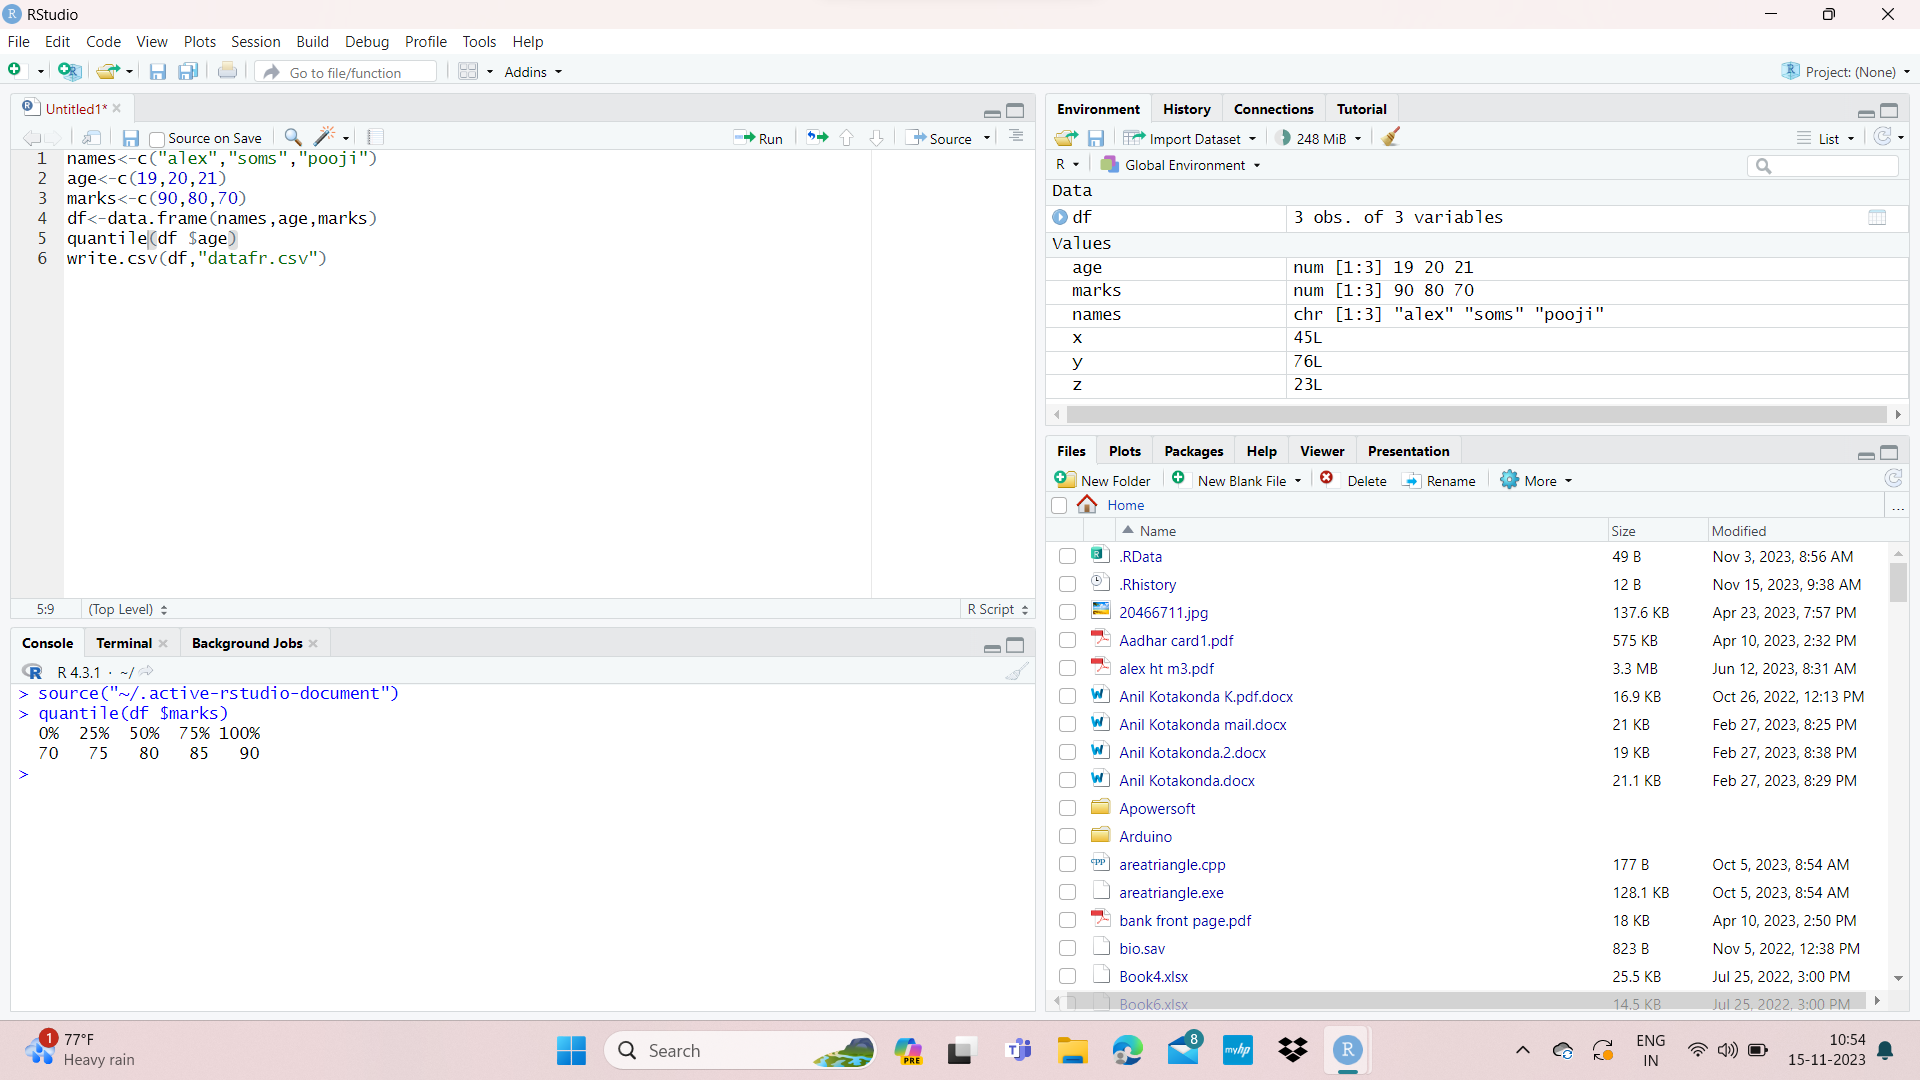 RStudio
File Edit Code View Plots Session Build Debug Profile Tools Help
Go to file/function Addins Project: (None)
Untitled1*
Source on Save Run Source
1 names<-c("alex","soms","pooji")
2 age<-c(19,20,21)
3 marks<-c(90,80,70)
4 df<-data.frame(names,age,marks)
5 quantile(df $age)
6 write.csv(df,"datafr.csv")
5:9 (Top Level) R Script
Console Terminal Background Jobs
R 4.3.1 · ~/
> source("~/.active-rstudio-document")
> quantile(df $marks)
0% 25% 50% 75% 100%
70 75 80 85 90
>
Environment History Connections Tutorial
Import Dataset 248 MiB List
R Global Environment
Data
df 3 obs. of 3 variables
Values
age num [1:3] 19 20 21
marks num [1:3] 90 80 70
names chr [1:3] "alex" "soms" "pooji"
x 45L
y 76L
z 23L
Files Plots Packages Help Viewer Presentation
New Folder New Blank File Delete Rename More
Home ...
Name Size Modified
.RData 49 B Nov 3, 2023, 8:56 AM
.Rhistory 12 B Nov 15, 2023, 9:38 AM
20466711.jpg 137.6 KB Apr 23, 2023, 7:57 PM
Aadhar card1.pdf 575 KB Apr 10, 2023, 2:32 PM
alex ht m3.pdf 3.3 MB Jun 12, 2023, 8:31 AM
Anil Kotakonda K.pdf.docx 16.9 KB Oct 26, 2022, 12:13 PM
Anil Kotakonda mail.docx 21 KB Feb 27, 2023, 8:25 PM
Anil Kotakonda.2.docx 19 KB Feb 27, 2023, 8:38 PM
Anil Kotakonda.docx 21.1 KB Feb 27, 2023, 8:29 PM
Apowersoft
Arduino
areatriangle.cpp 177 B Oct 5, 2023, 8:54 AM
areatriangle.exe 128.1 KB Oct 5, 2023, 8:54 AM
bank front page.pdf 18 KB Apr 10, 2023, 2:50 PM
bio.sav 823 B Nov 5, 2022, 12:38 PM
Book4.xlsx 25.5 KB Jul 25, 2022, 3:00 PM
Book6.xlsx 14.5 KB Jul 25, 2022, 3:00 PM
1 77°F
Heavy rain
Search
PRE
8
myhp
R
ENG
IN
10:54
15-11-2023